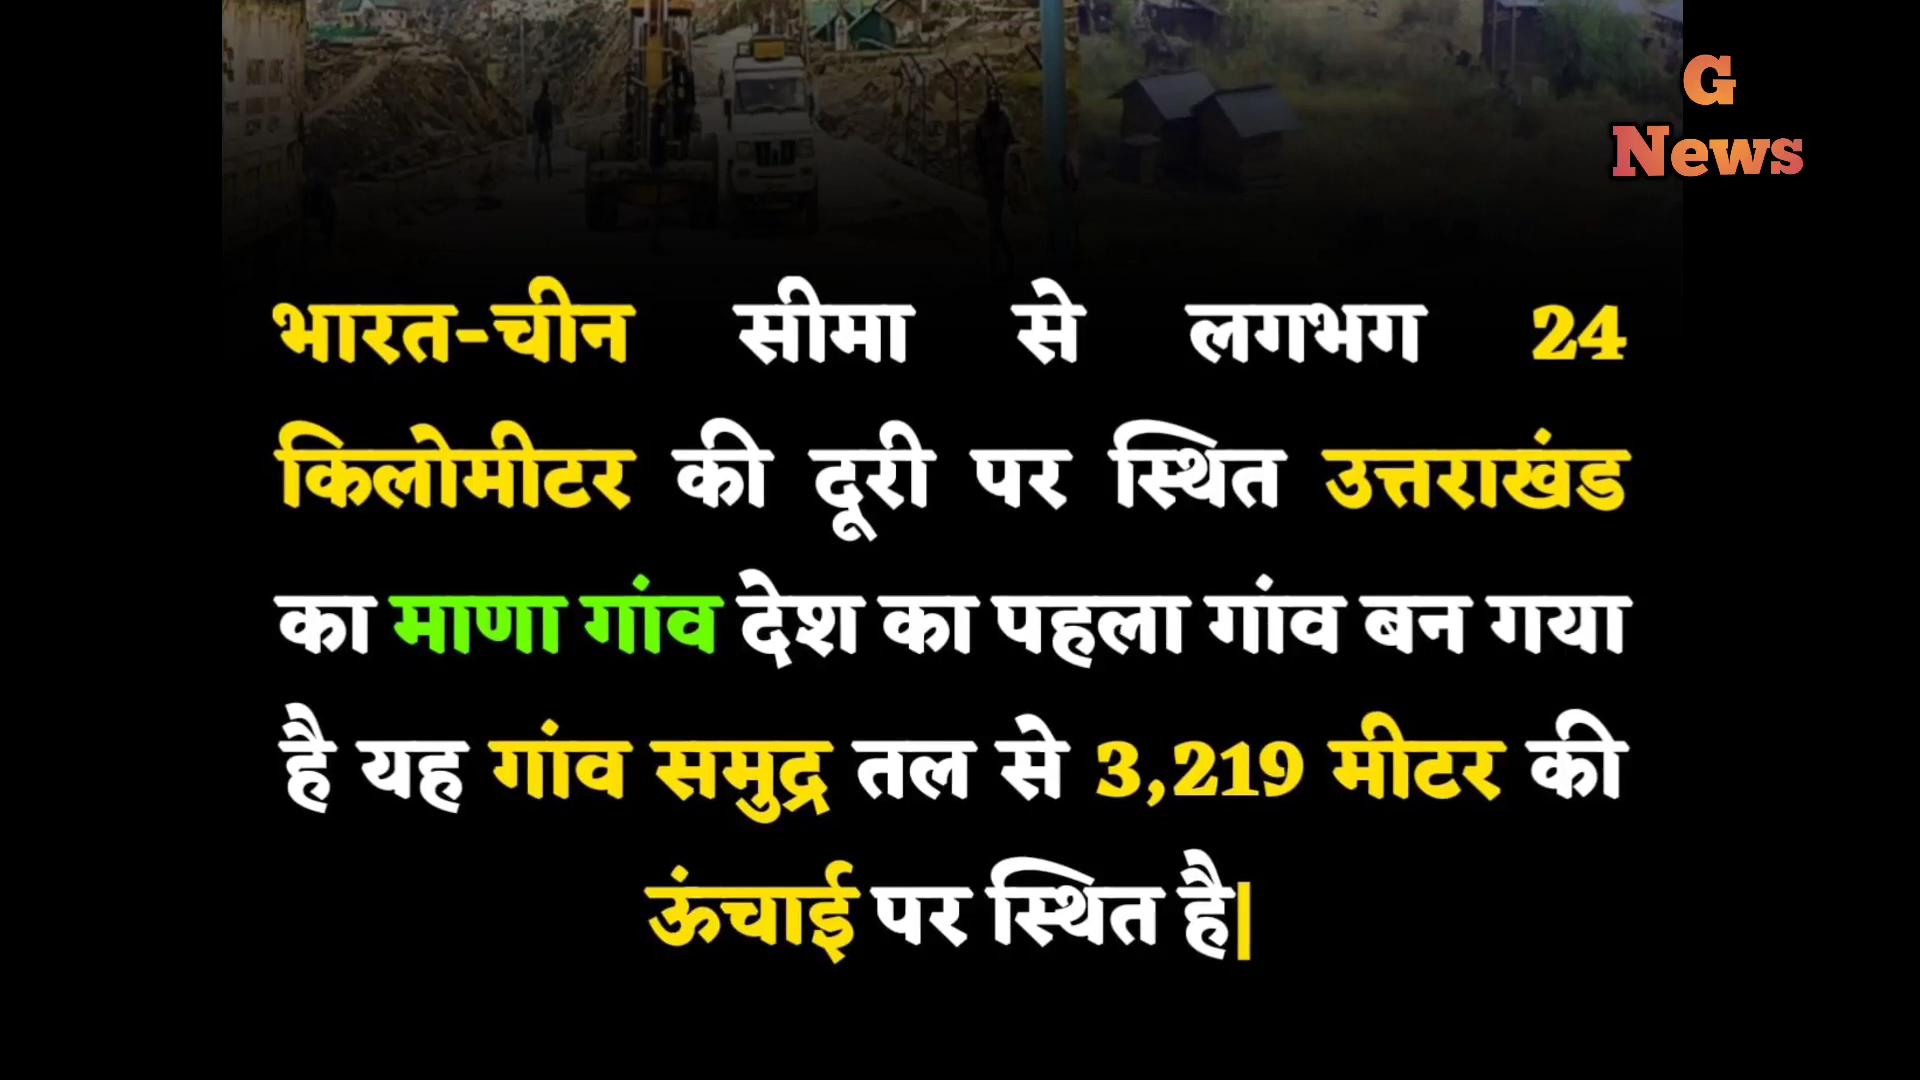 G
News
भारत-चीन सीमा से लगभग 24
किलोमीटर की दूरी पर स्थित उत्तराखंड
का माणा गांव देश का पहला गांव बन गया
है यह गांव समुद्र तल से 3,219 मीटर की
ऊंचाई पर स्थित है|